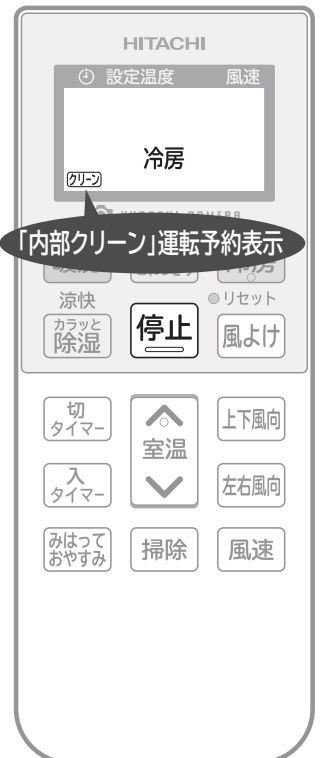 HITACHI
設定温度 風速
冷房
クリーン
「内部クリーン」運転予約表示
涼快 リセット
カラッと
除湿
停止
風よけ
切
タイマー
室温
上下風向
入
タイマー
左右風向
みはって
おやすみ
掃除
風速